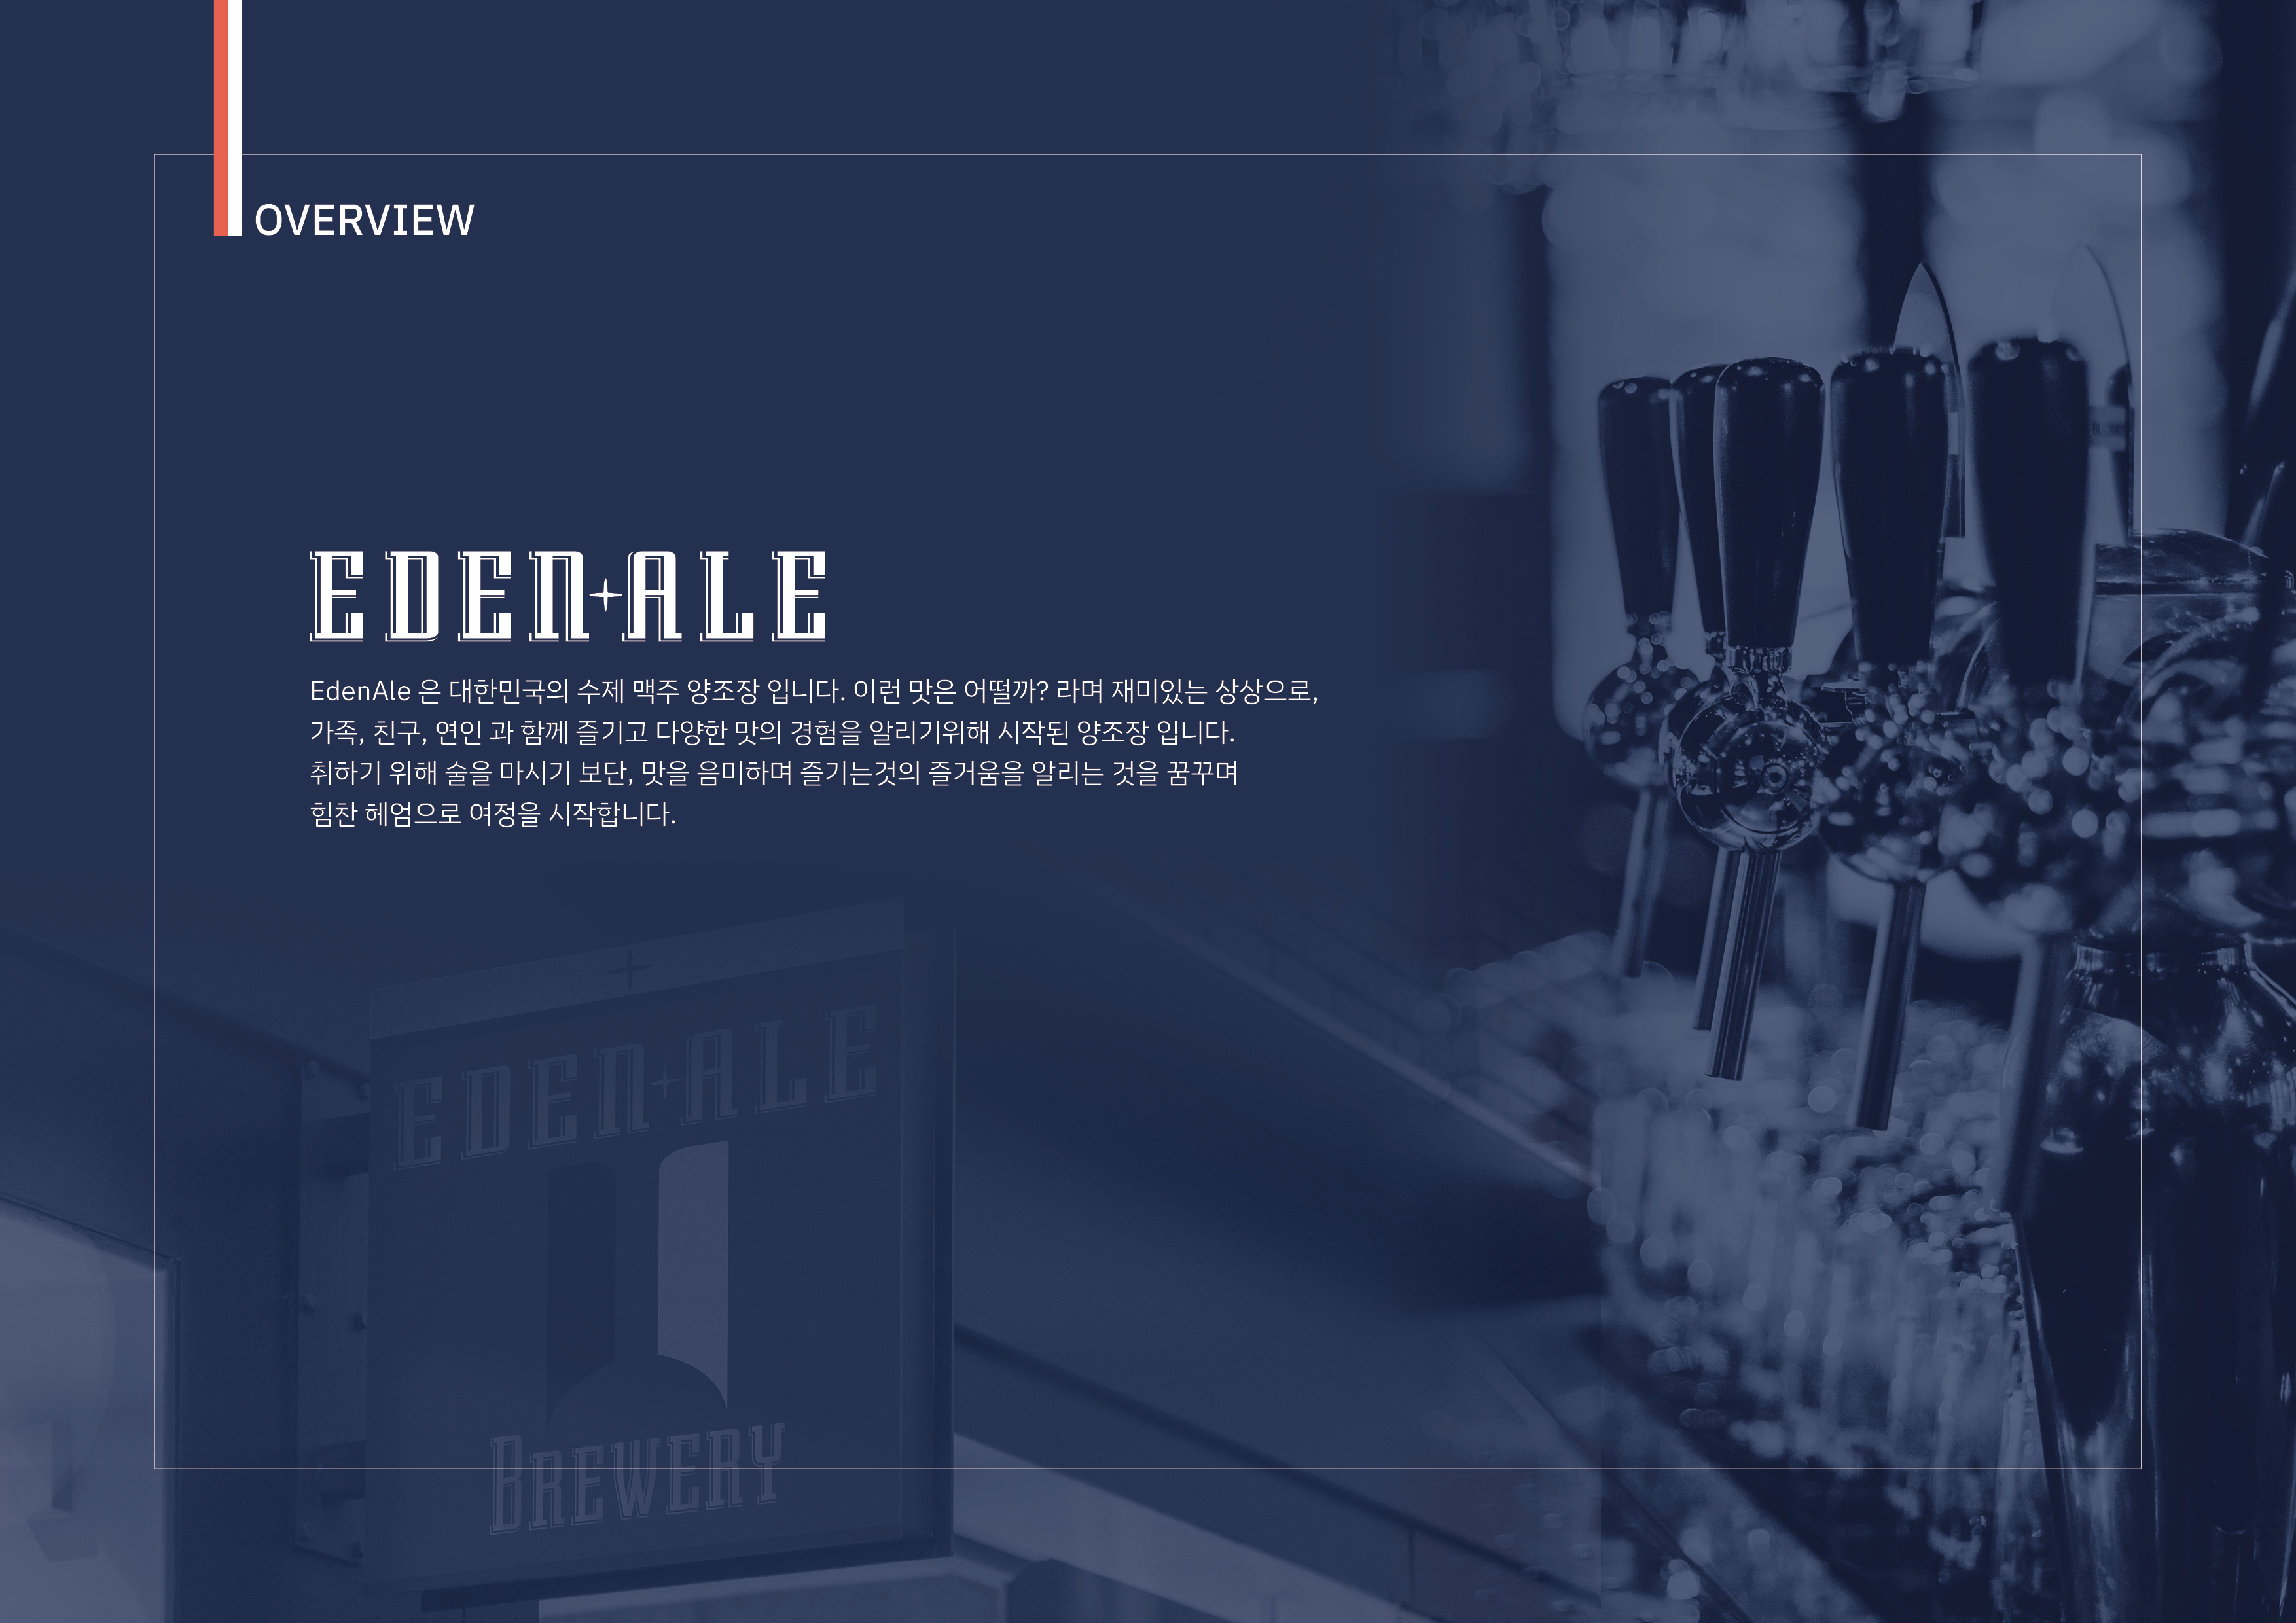 OVERVIEW
EDEN+ALE
EdenAle 은 대한민국의 수제 맥주 양조장 입니다. 이런 맛은 어떨까? 라며 재미있는 상상으로,
가족, 친구, 연인 과 함께 즐기고 다양한 맛의 경험을 알리기위해 시작된 양조장 입니다.
취하기 위해 술을 마시기 보단, 맛을 음미하며 즐기는것의 즐거움을 알리는 것을 꿈꾸며
힘찬 헤엄으로 여정을 시작합니다.
EDEN+ALE
BREWERY